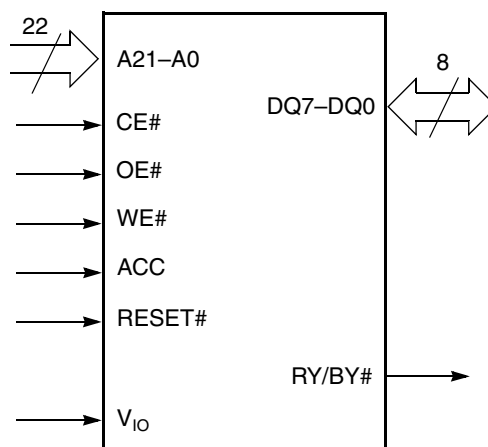 22
A21–A0
8
DQ7–DQ0
CE#
OE#
WE#
ACC
RESET#
RY/BY#
VIO